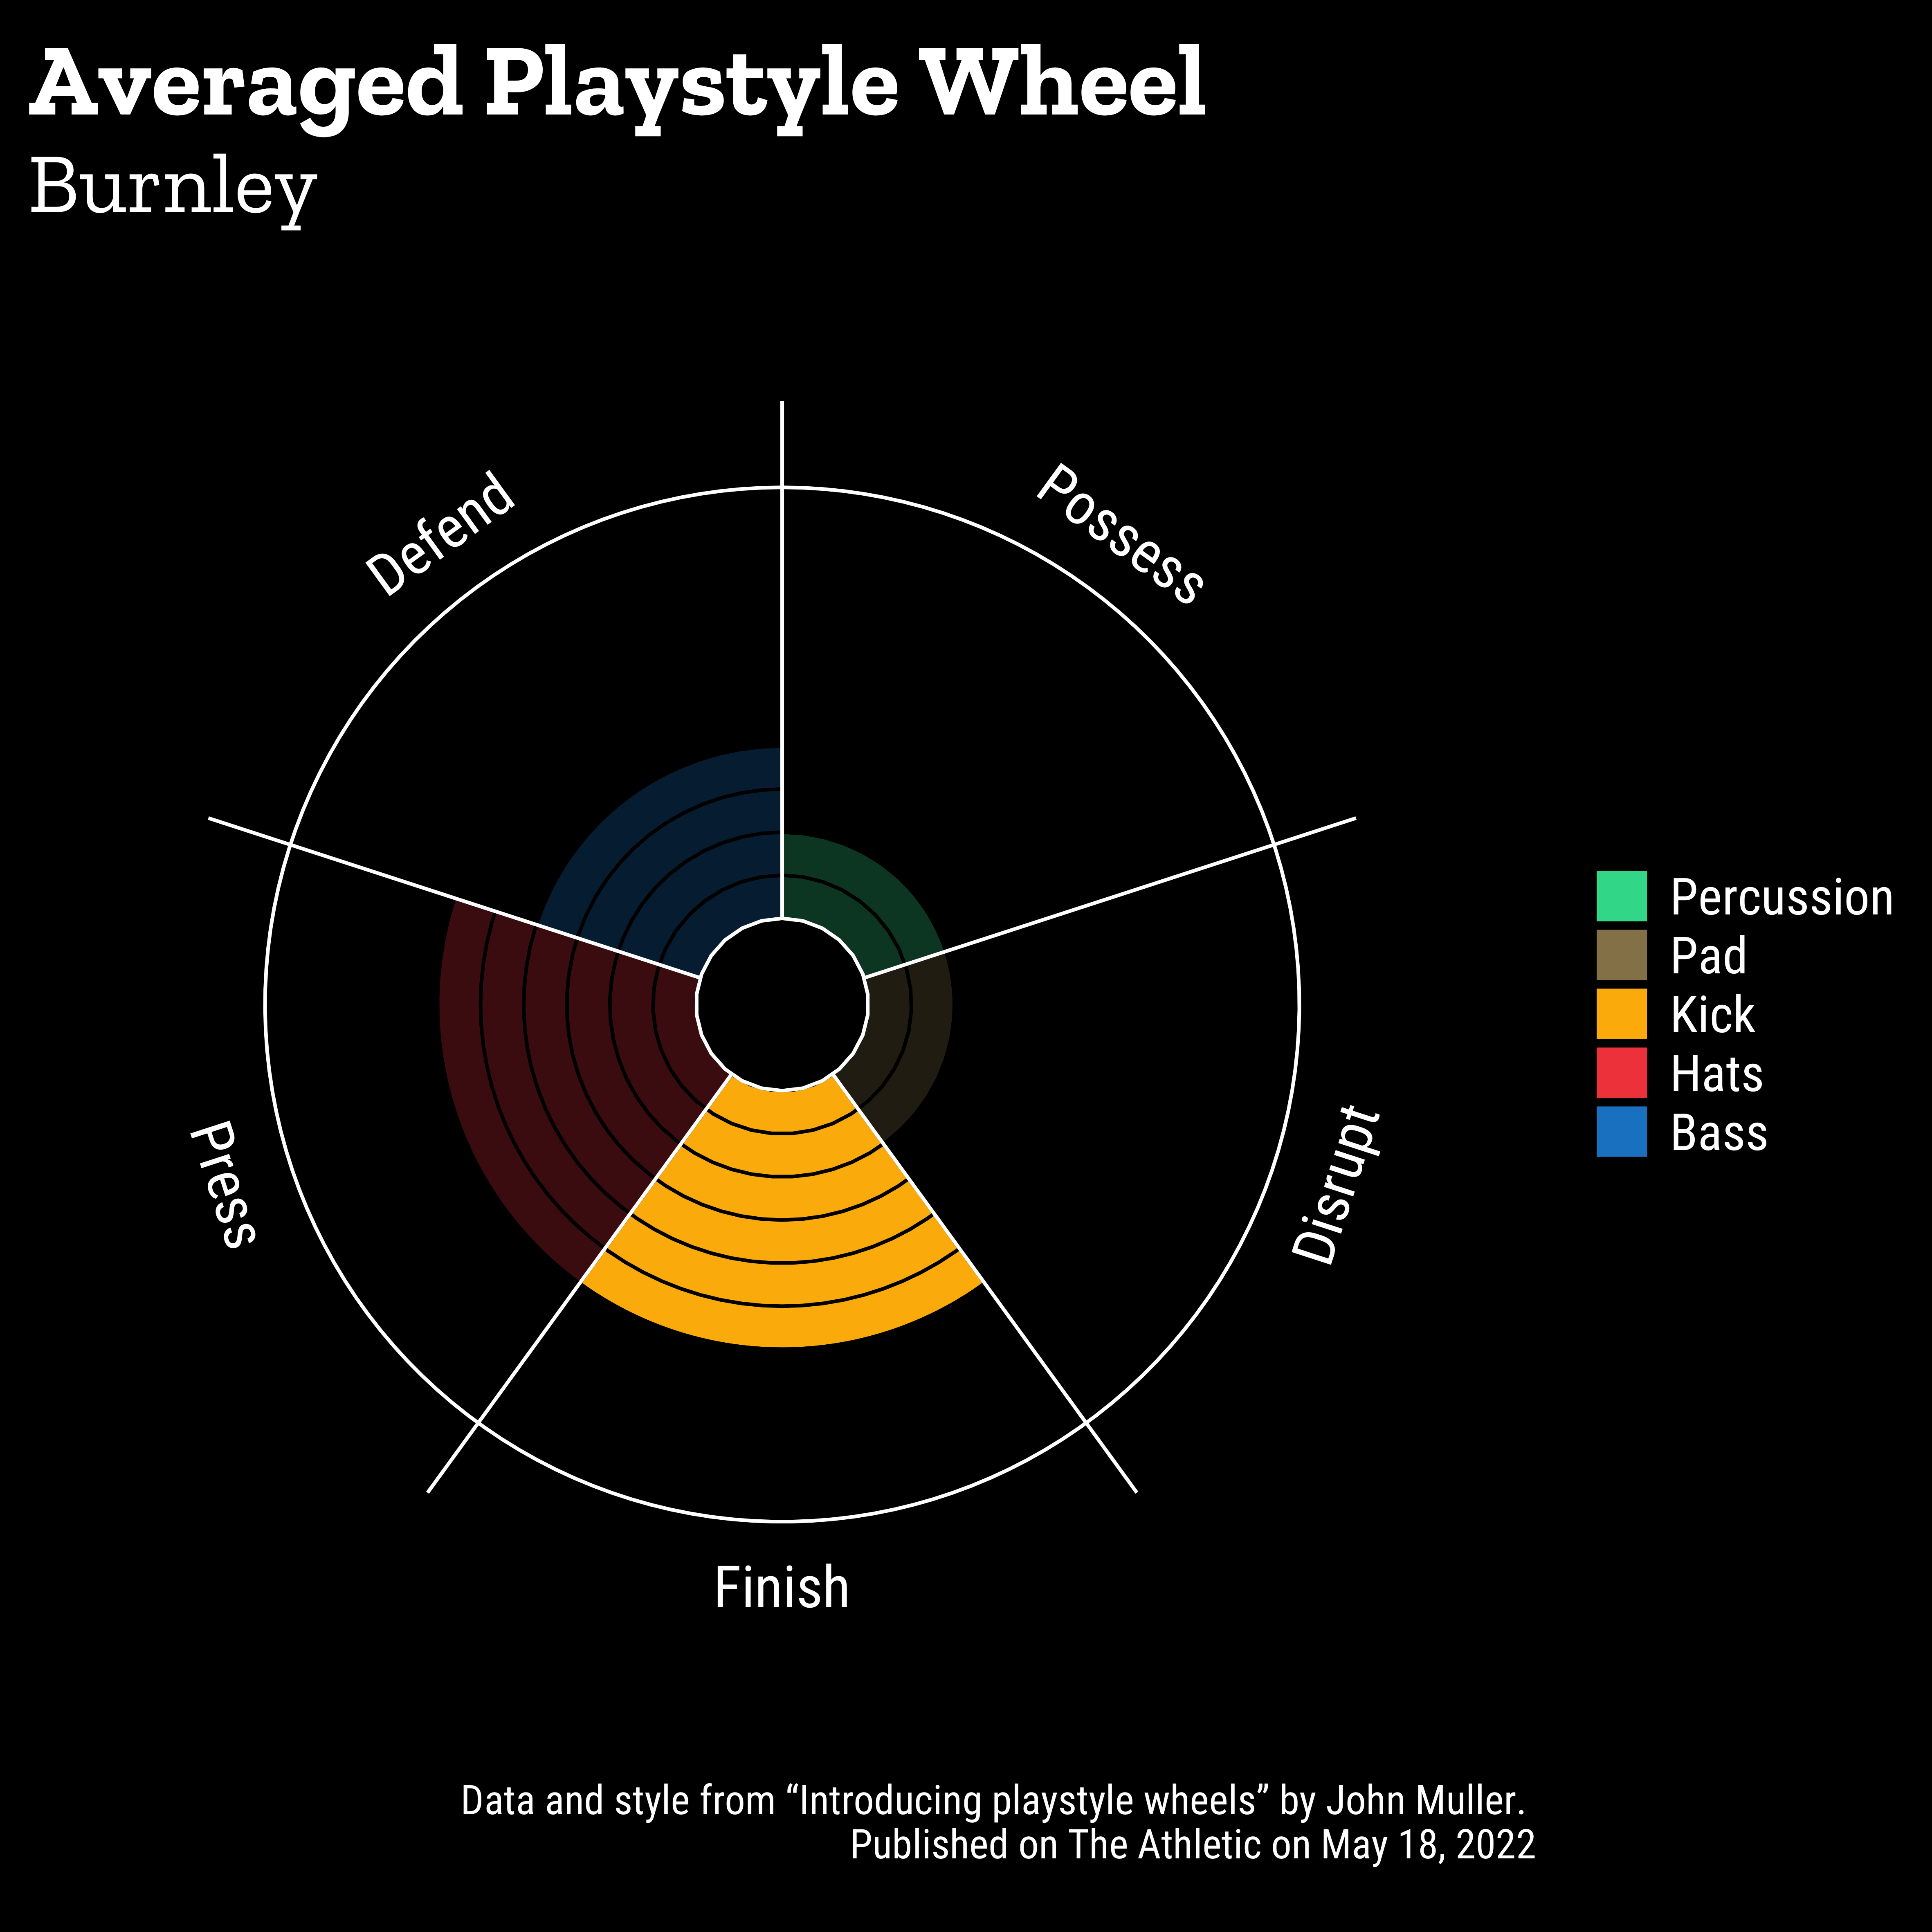 Averaged Playstyle Wheel
Burnley
Defend
Possess
Press
Disrupt
Finish
Percussion
Pad
Kick
Hats
Bass
Data and style from “Introducing playstyle wheels” by John Muller.
Published on The Athletic on May 18, 2022